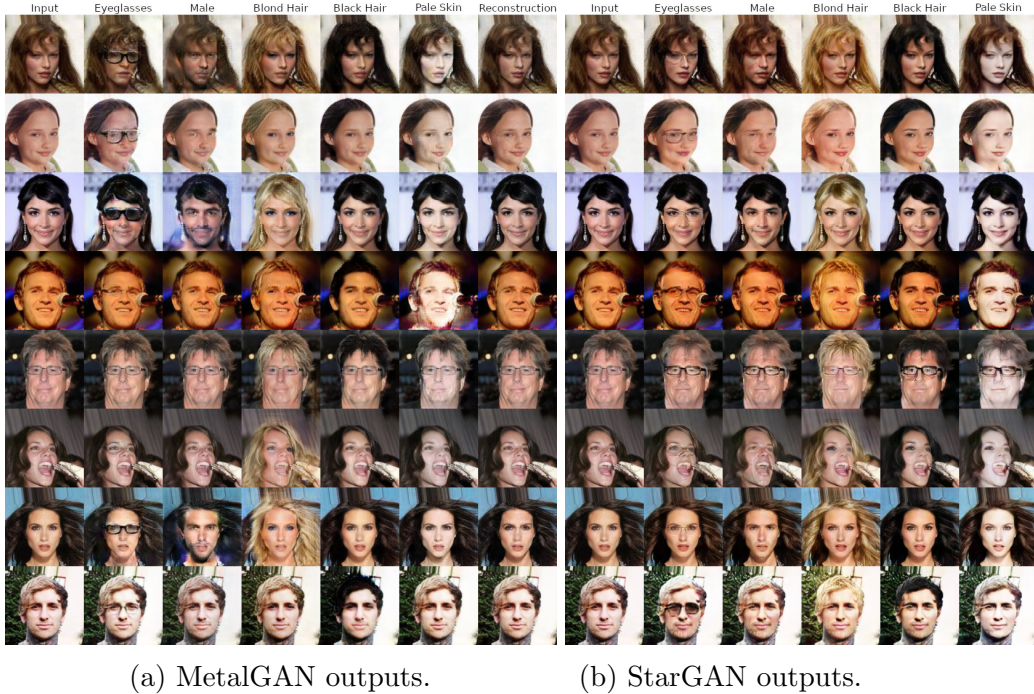 Input Eyeglasses Male Blond Hair Black Hair Pale Skin Reconstruction
Input Eyeglasses Male Blond Hair Black Hair Pale Skin
(a) MetalGAN outputs.
(b) StarGAN outputs.